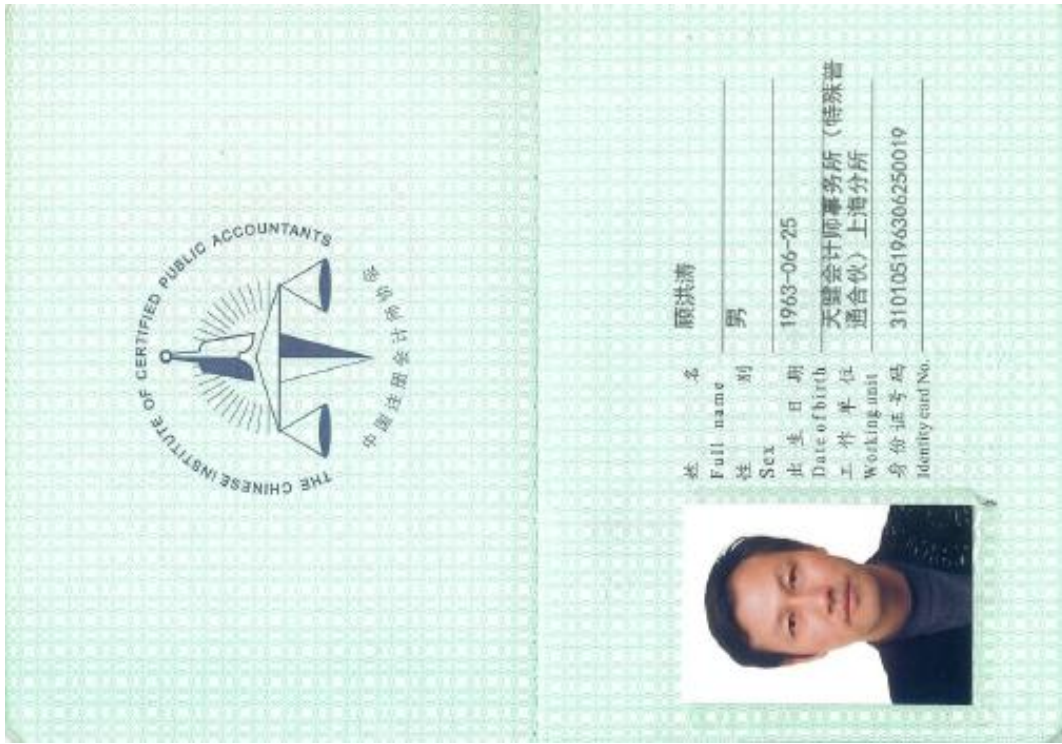 THE CHINESE INSTITUTE OF CERTIFIED PUBLIC ACCOUNTANTS
中国注册会计师协会
姓名 顾洪涛
Full name
性别 男
Sex
出生日期 1963-06-25
Date of birth
工作单位 天健会计师事务所（特殊普
通合伙）上海分所
Working unit
身份证号码 310105196306250019
Identity card No.